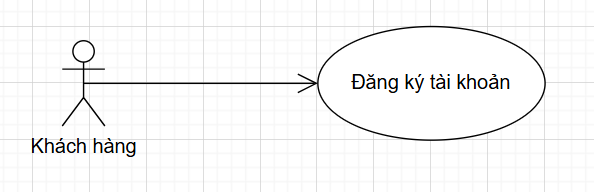 Đăng ký tài khoản
Khách hàng